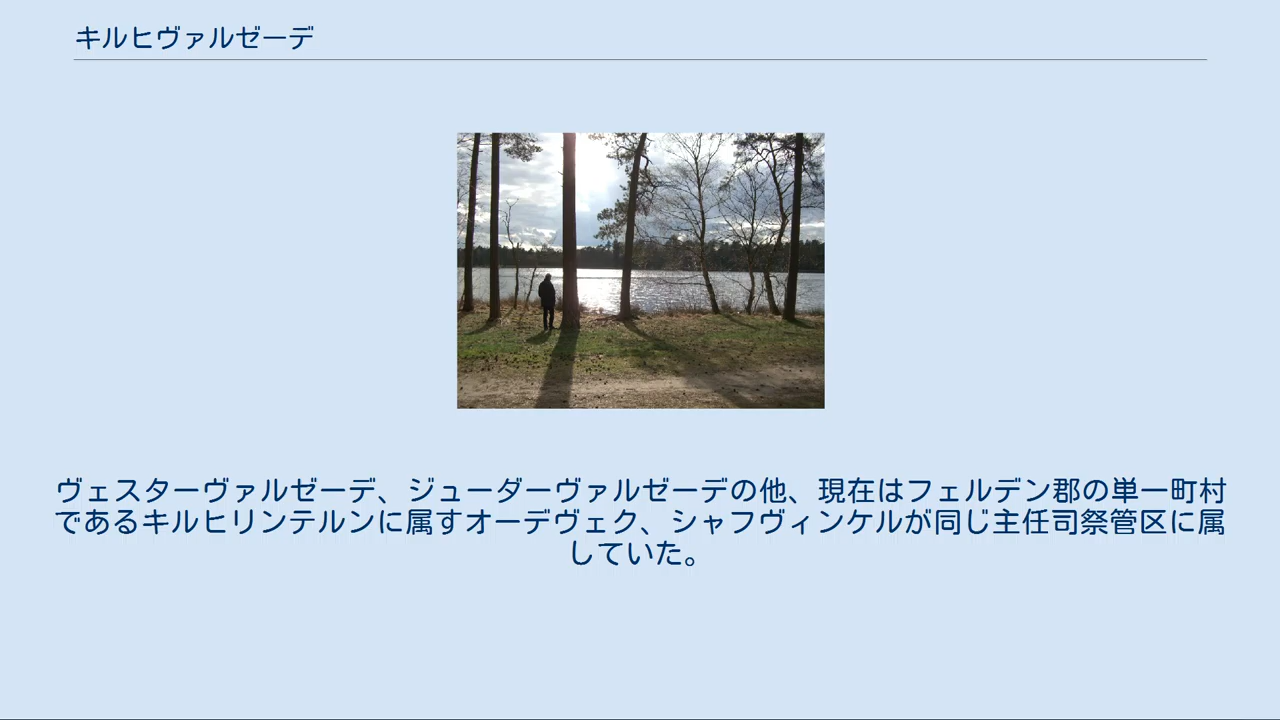 キルヒヴァルゼーデ
ヴェスターヴァルゼーデ、ジューダーヴァルゼーデの他、現在はフェルデン郡の単一町村
であるキルヒリンテルンに属すオーデヴェク、シャフヴィンケルが同じ主任司祭管区に属
していた。